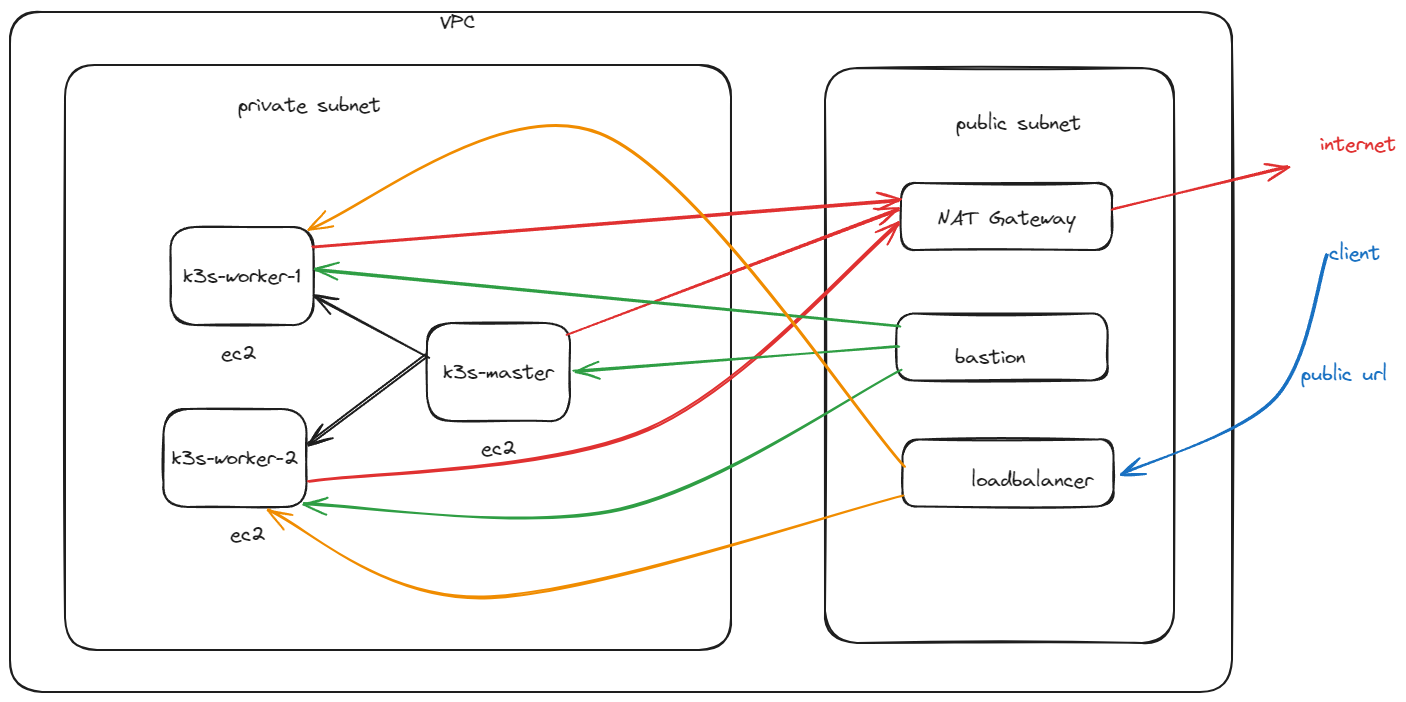 VPC
private subnet
public subnet
internet
NAT Gateway
client
k3s-worker-1
ec2
bastion
k3s-master
public url
ec2
k3s-worker-2
loadbalancer
ec2